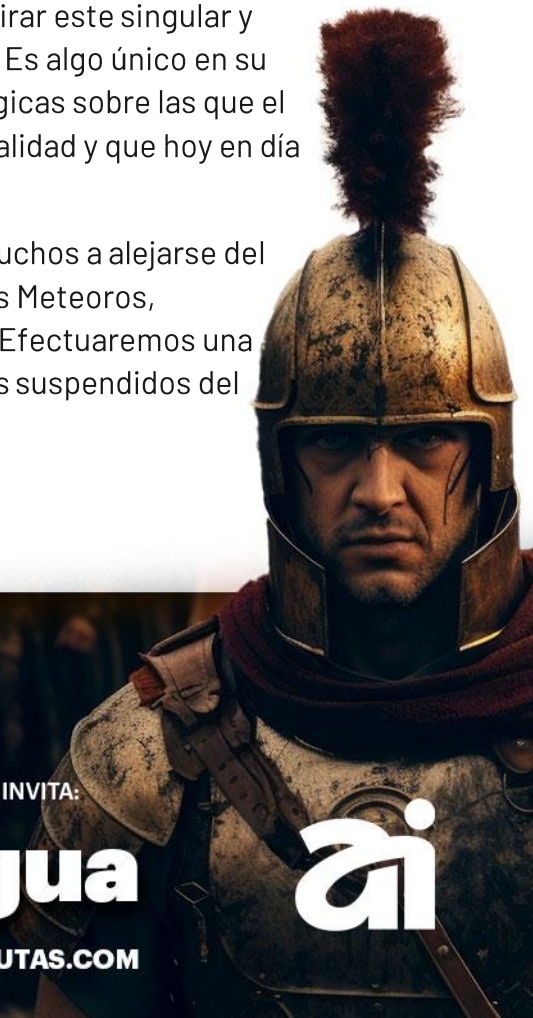 irar este singular y
Es algo único en su
gicas sobre las que el
alidad y que hoy en día
uchos a alejarse del
s Meteoros,
Efectuaremos una
s suspendidos del
INVITA:
gua
UTAS.COM
ai